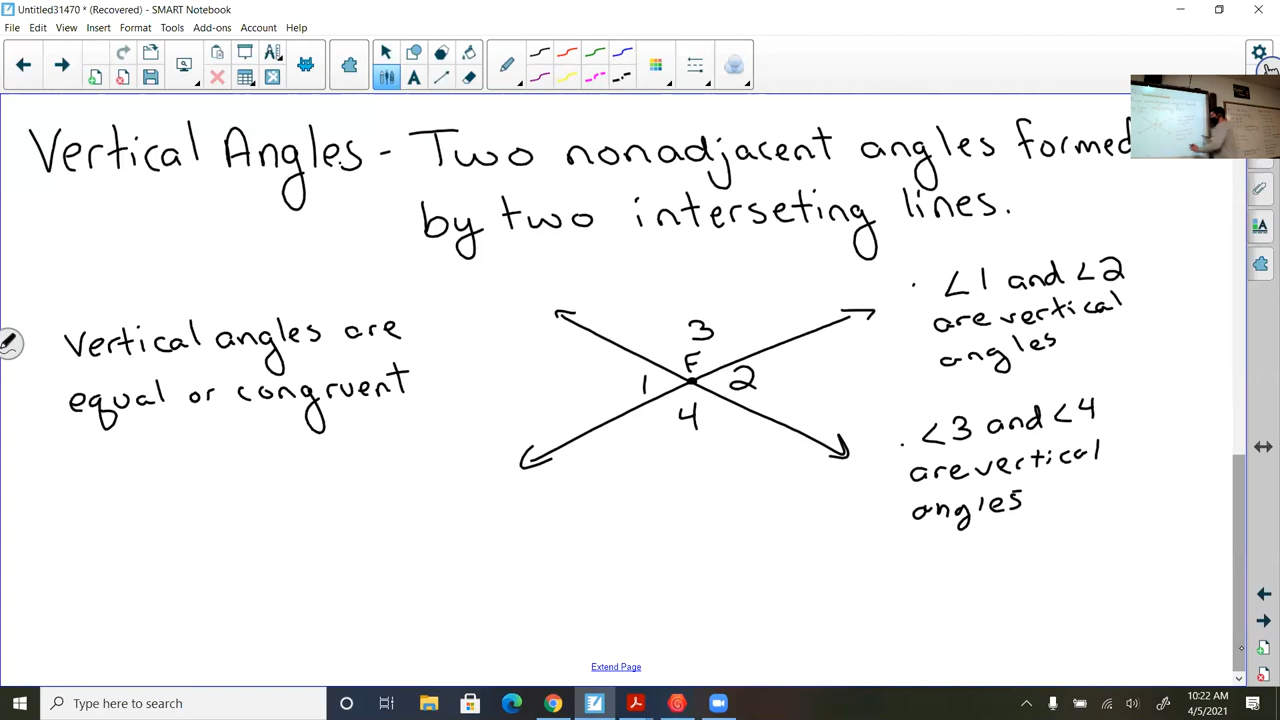 Untitled31470 * (Recovered) - SMART Notebook
File Edit View Insert Format Tools Add-ons Account Help
Vertical Angles - Two nonadjacent angles formed
by two interseting lines.
Vertical angles are
equal or congruent
3
F
1
2
4
· ∠1 and ∠2
are vertical
angles
· ∠3 and ∠4
are vertical
angles
Extend Page
Type here to search
10:22 AM
4/5/2021